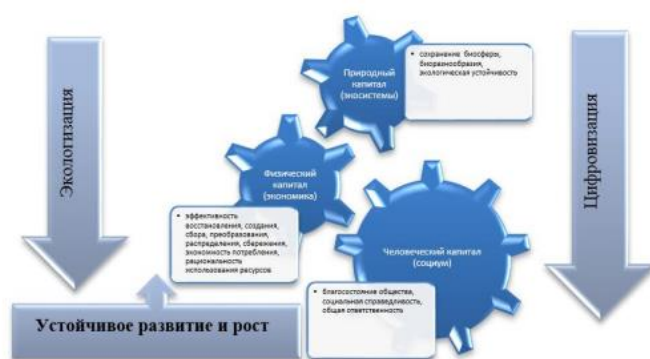 Экологизация
Природный
капитал
(экосистемы)
• сохранение биосферы,
биоразнообразия,
экологическая устойчивость
Физический
капитал
(экономика)
• эффективность
восстановления, создания,
сбора, преобразования,
распределения, сбережения,
экономность потребления,
рациональность
использования ресурсов
Человеческий капитал
(социум)
• благосостояние общества,
социальная справедливость,
общая ответственность
Устойчивое развитие и рост
Цифровизация